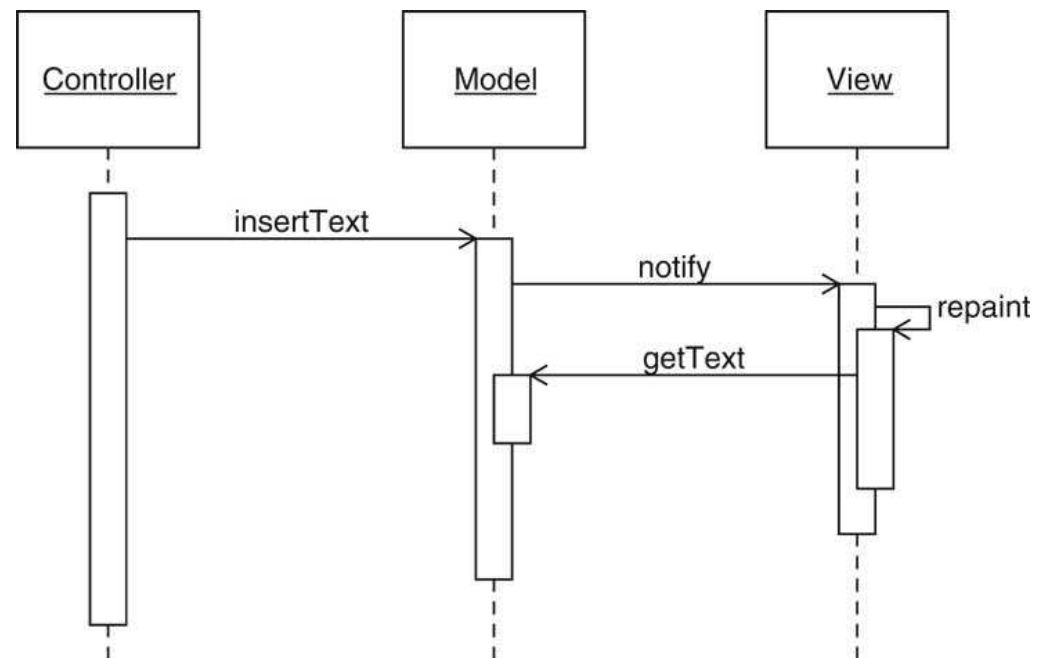 Controller
Model
View
insertText
notify
repaint
getText